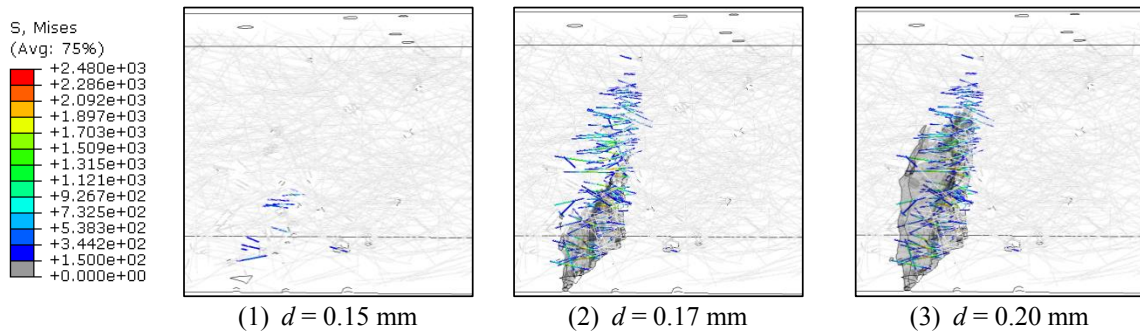 S, Mises
(Avg: 75%)
+2.480e+03
+2.286e+03
+2.092e+03
+1.897e+03
+1.703e+03
+1.509e+03
+1.315e+03
+1.121e+03
+9.267e+02
+7.325e+02
+5.383e+02
+3.442e+02
+1.500e+02
+0.000e+00
(1) d = 0.15 mm
(2) d = 0.17 mm
(3) d = 0.20 mm